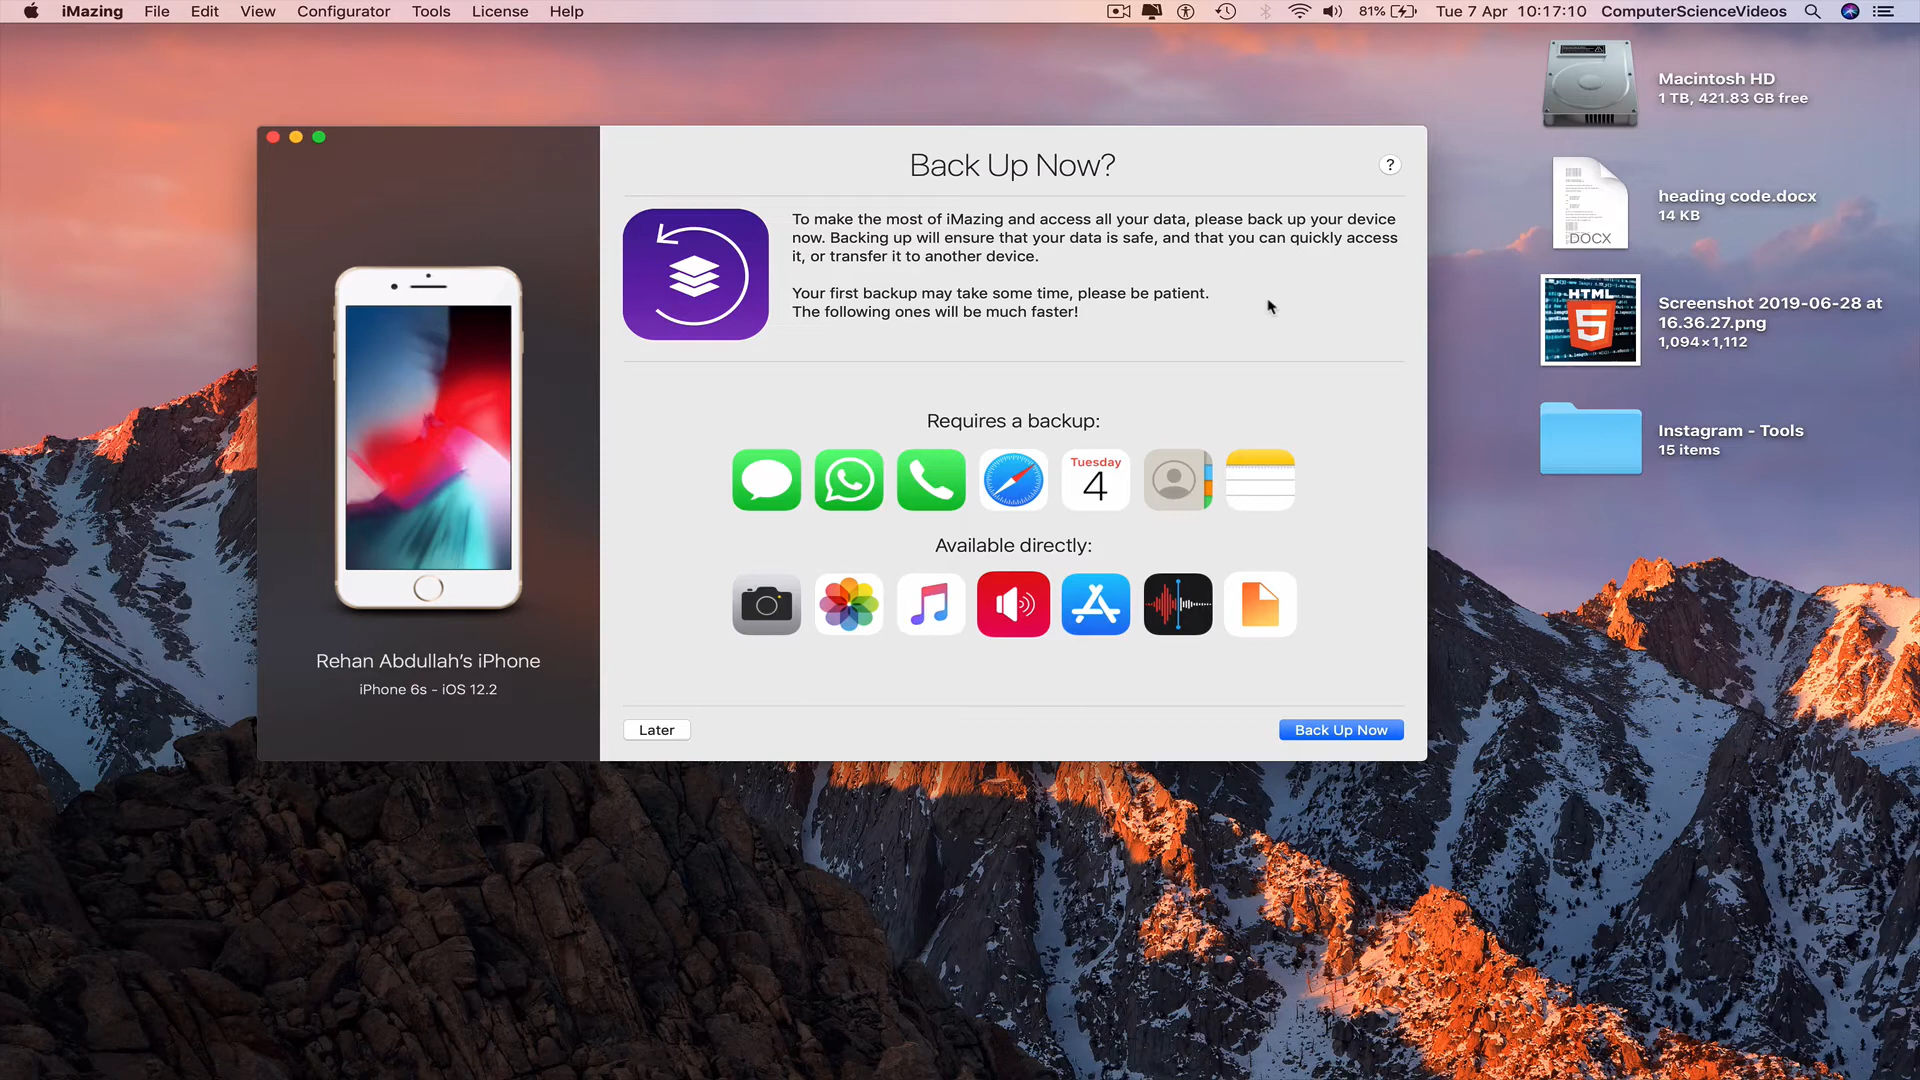 iMazing File Edit View Configurator Tools License Help 81% Tue 7 Apr 10:17:10 ComputerScienceVideos
Macintosh HD
1 TB, 421.83 GB free
heading code.docx
14 KB
DOCX
HTML
5
Screenshot 2019-06-28 at
16.36.27.png
1,094×1,112
Instagram - Tools
15 items
Back Up Now?
?
To make the most of iMazing and access all your data, please back up your device
now. Backing up will ensure that your data is safe, and that you can quickly access
it, or transfer it to another device.
Your first backup may take some time, please be patient.
The following ones will be much faster!
Requires a backup:
Tuesday
4
Available directly:
Rehan Abdullah's iPhone
iPhone 6s - iOS 12.2
Later
Back Up Now